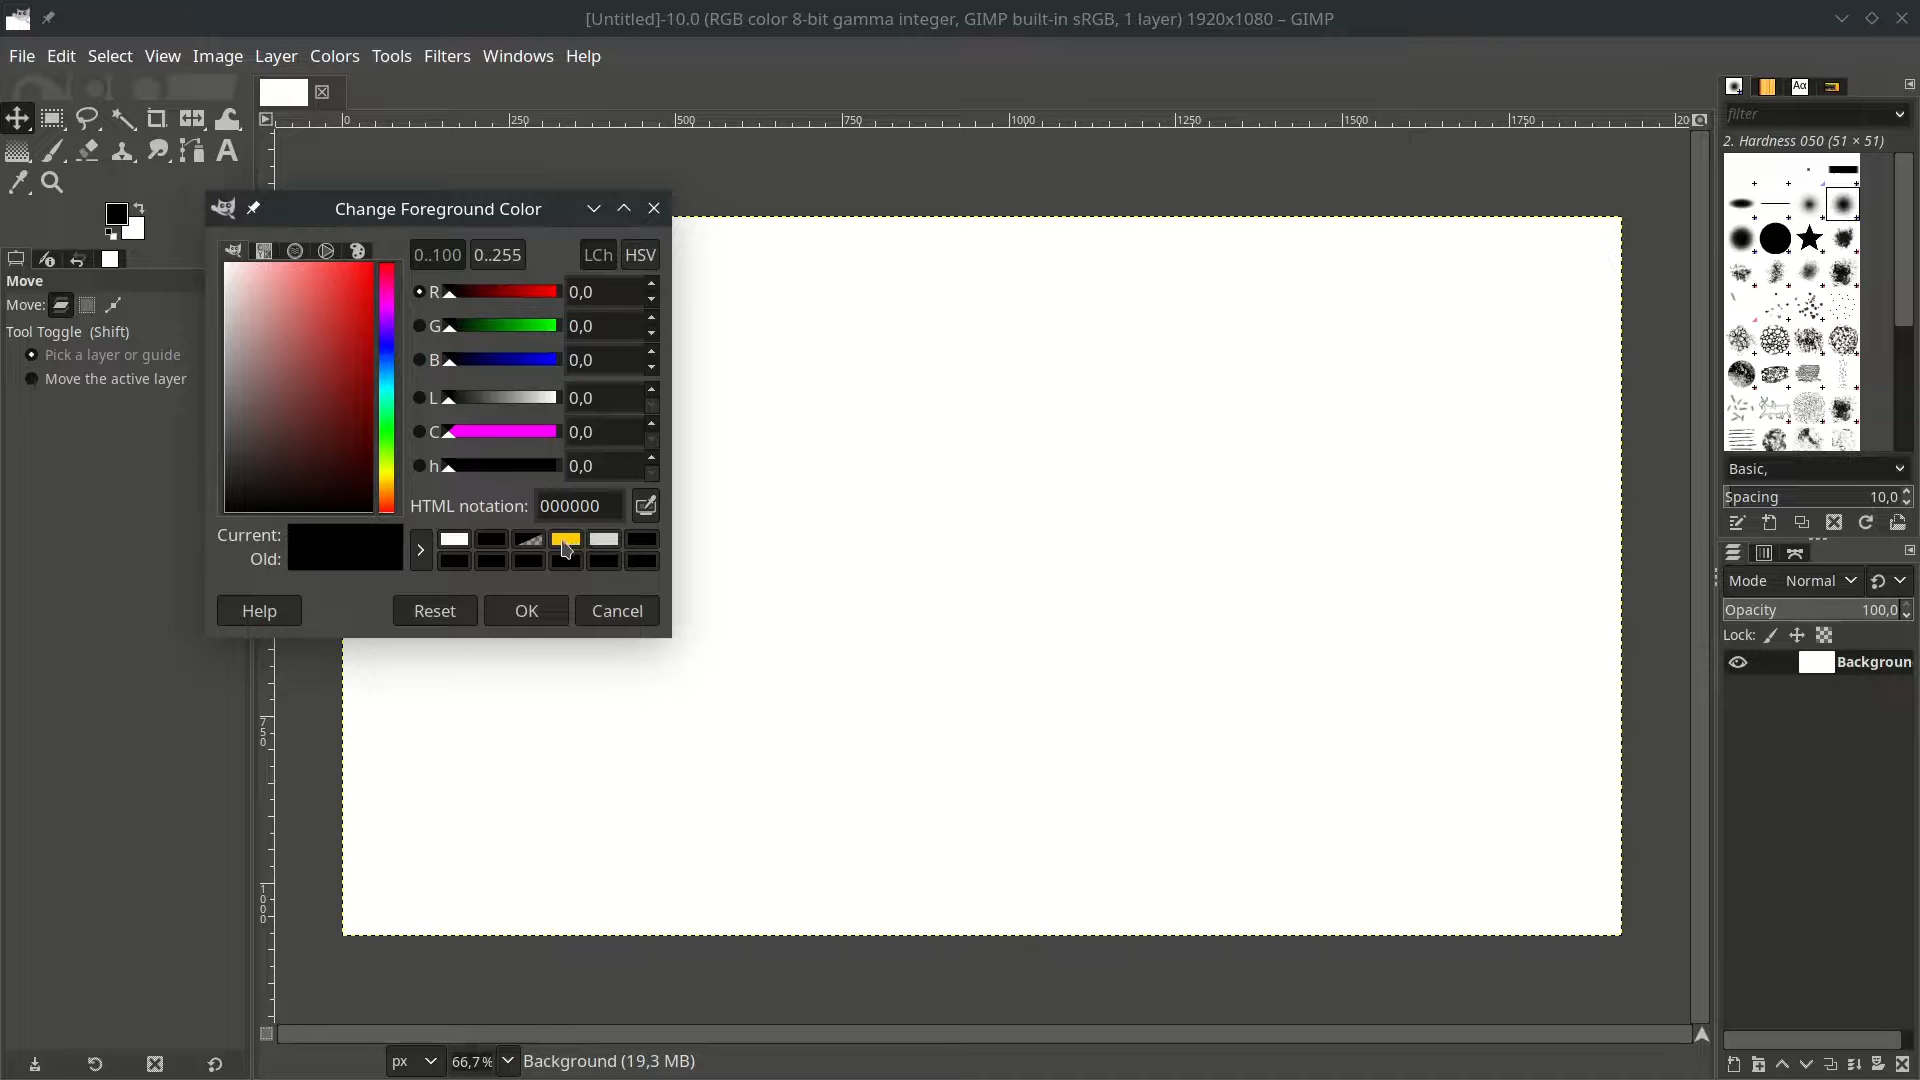 [Untitled]-10.0 (RGB color 8-bit gamma integer, GIMP built-in sRGB, 1 layer) 1920x1080 – GIMP
File Edit Select View Image Layer Colors Tools Filters Windows Help
0 250 500 750 1000 1250 1500 1750 20
filter
2. Hardness 050 (51 × 51)
Change Foreground Color
0..100 0..255 LCh HSV
R 0,0
G 0,0
B 0,0
L 0,0
C 0,0
h 0,0
HTML notation: 000000
Current:
Old:
Help Reset OK Cancel
Move
Move:
Tool Toggle (Shift)
Pick a layer or guide
Move the active layer
750
1000
Basic,
Spacing 10,0
Mode Normal
Opacity 100,0
Lock:
Backgroun
px 66,7 % Background (19,3 MB)